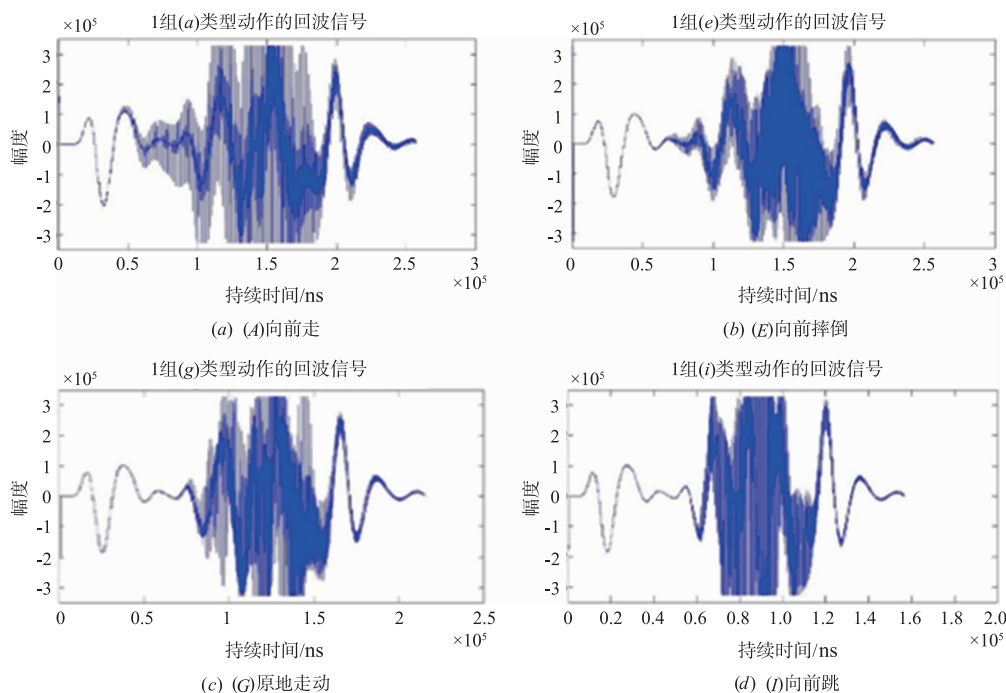 1组(a)类型动作的回波信号
×10⁵
3
2
1
0
-1
-2
-3
幅度
0 0.5 1 1.5 2 2.5 3
×10⁵
持续时间/ns
(a) (A)向前走
1组(e)类型动作的回波信号
×10⁵
3
2
1
0
-1
-2
-3
幅度
0 0.5 1 1.5 2 2.5 3
×10⁵
持续时间/ns
(b) (E)向前摔倒
1组(g)类型动作的回波信号
×10⁵
3
2
1
0
-1
-2
-3
幅度
0 0.5 1 1.5 2 2.5
×10⁵
持续时间/ns
(c) (G)原地走动
1组(i)类型动作的回波信号
×10⁵
3
2
1
0
-1
-2
-3
幅度
0 0.2 0.4 0.6 0.8 1.0 1.2 1.4 1.6 1.8 2.0
×10⁵
持续时间/ns
(d) (I)向前跳